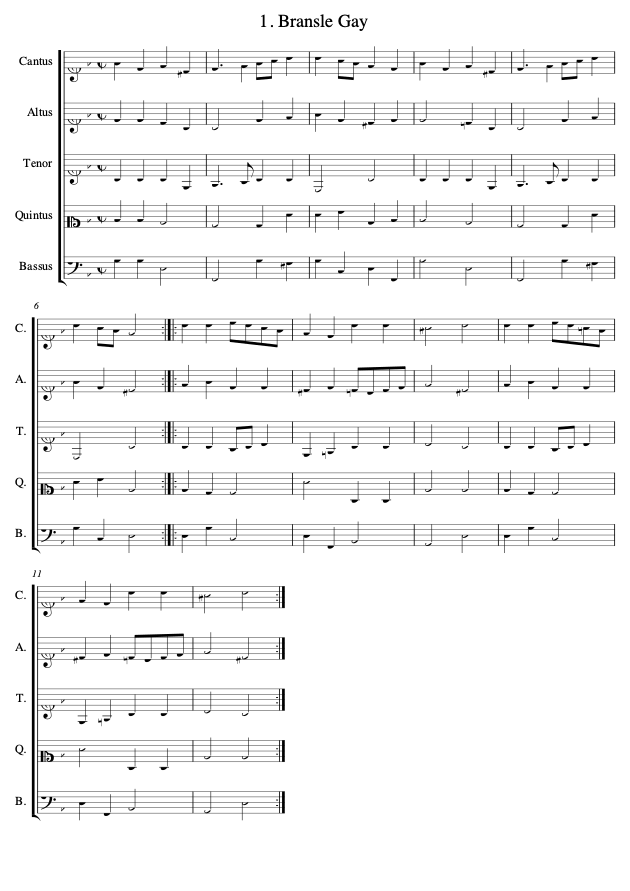 1. Bransle Gay
Cantus
Altus
Tenor
Quintus
Bassus
6
C.
A.
T.
Q.
B.
11
C.
A.
T.
Q.
B.